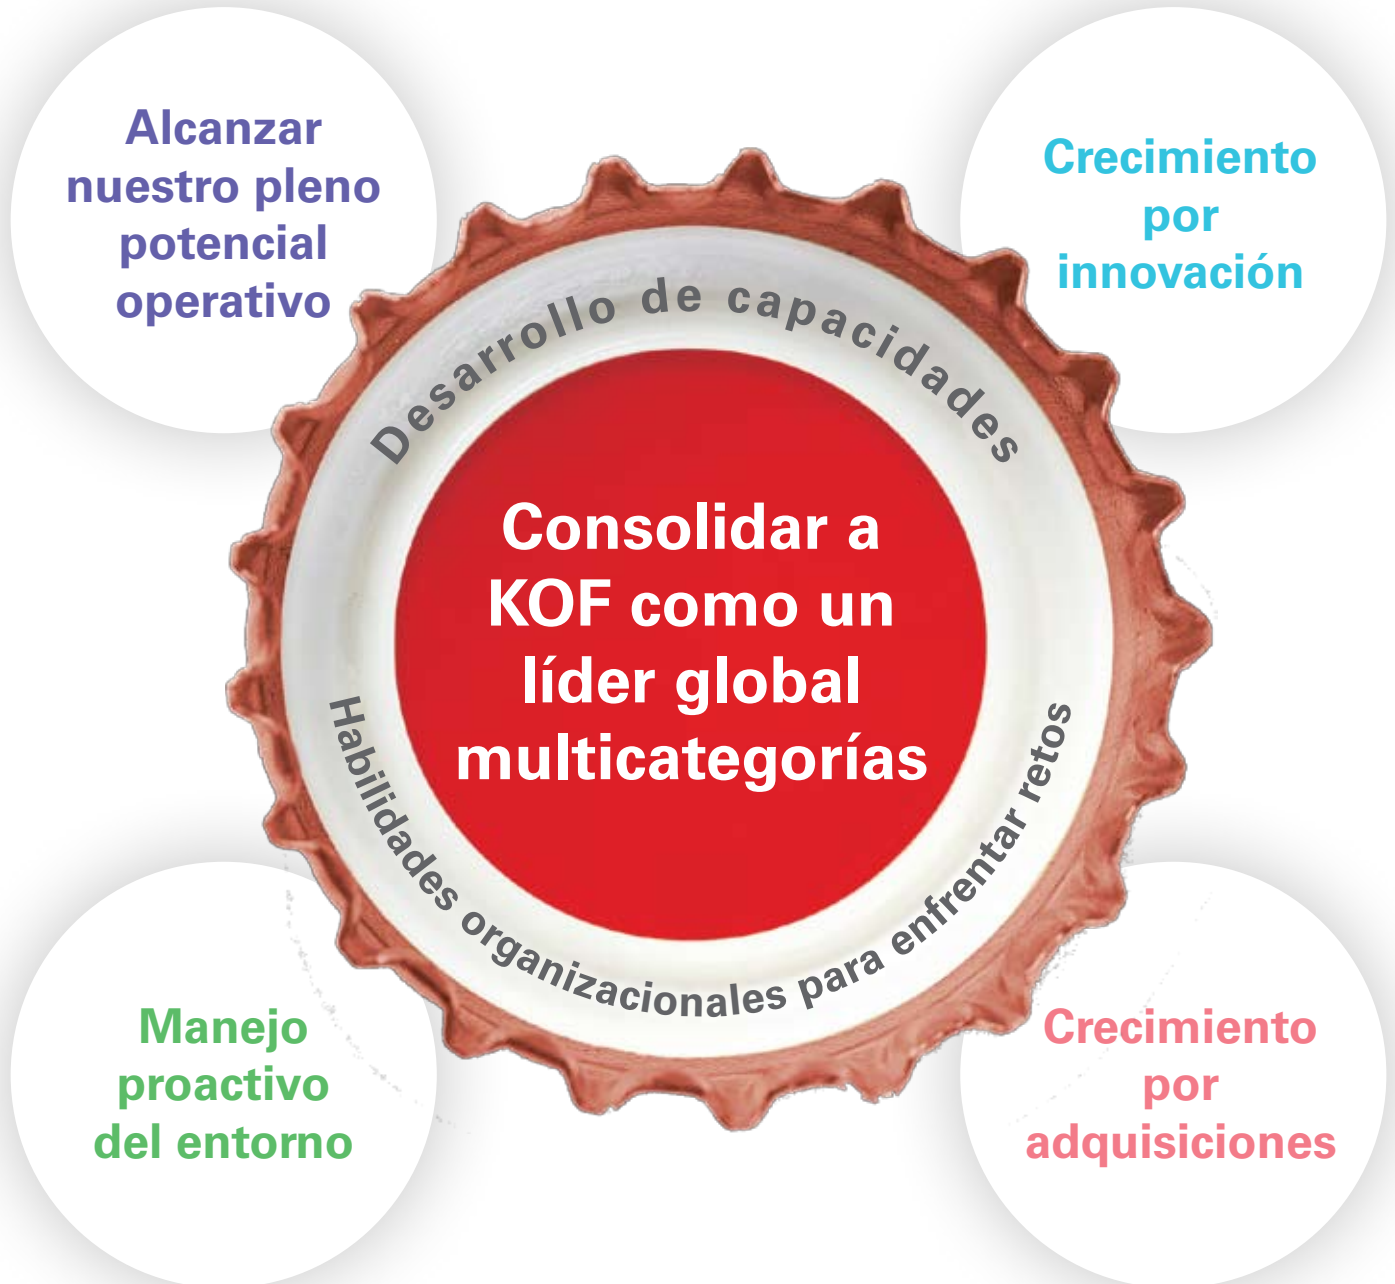 Alcanzar
nuestro pleno
potencial
operativo
Crecimiento
por
innovación
Desarrollo de capacidades
Consolidar a
KOF como un
líder global
multicategorías
Habilidades organizacionales para enfrentar retos
Manejo
proactivo
del entorno
Crecimiento
por
adquisiciones